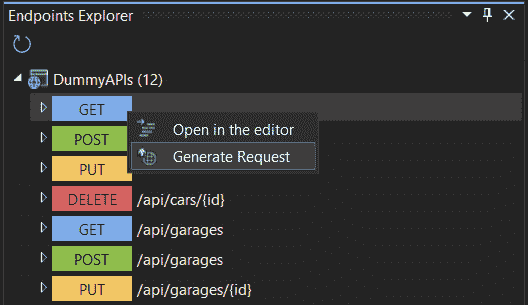 Endpoints Explorer
DummyAPIs (12)
GET
POST
PUT
Open in the editor
Generate Request
DELETE /api/cars/{id}
GET /api/garages
POST /api/garages
PUT /api/garages/{id}